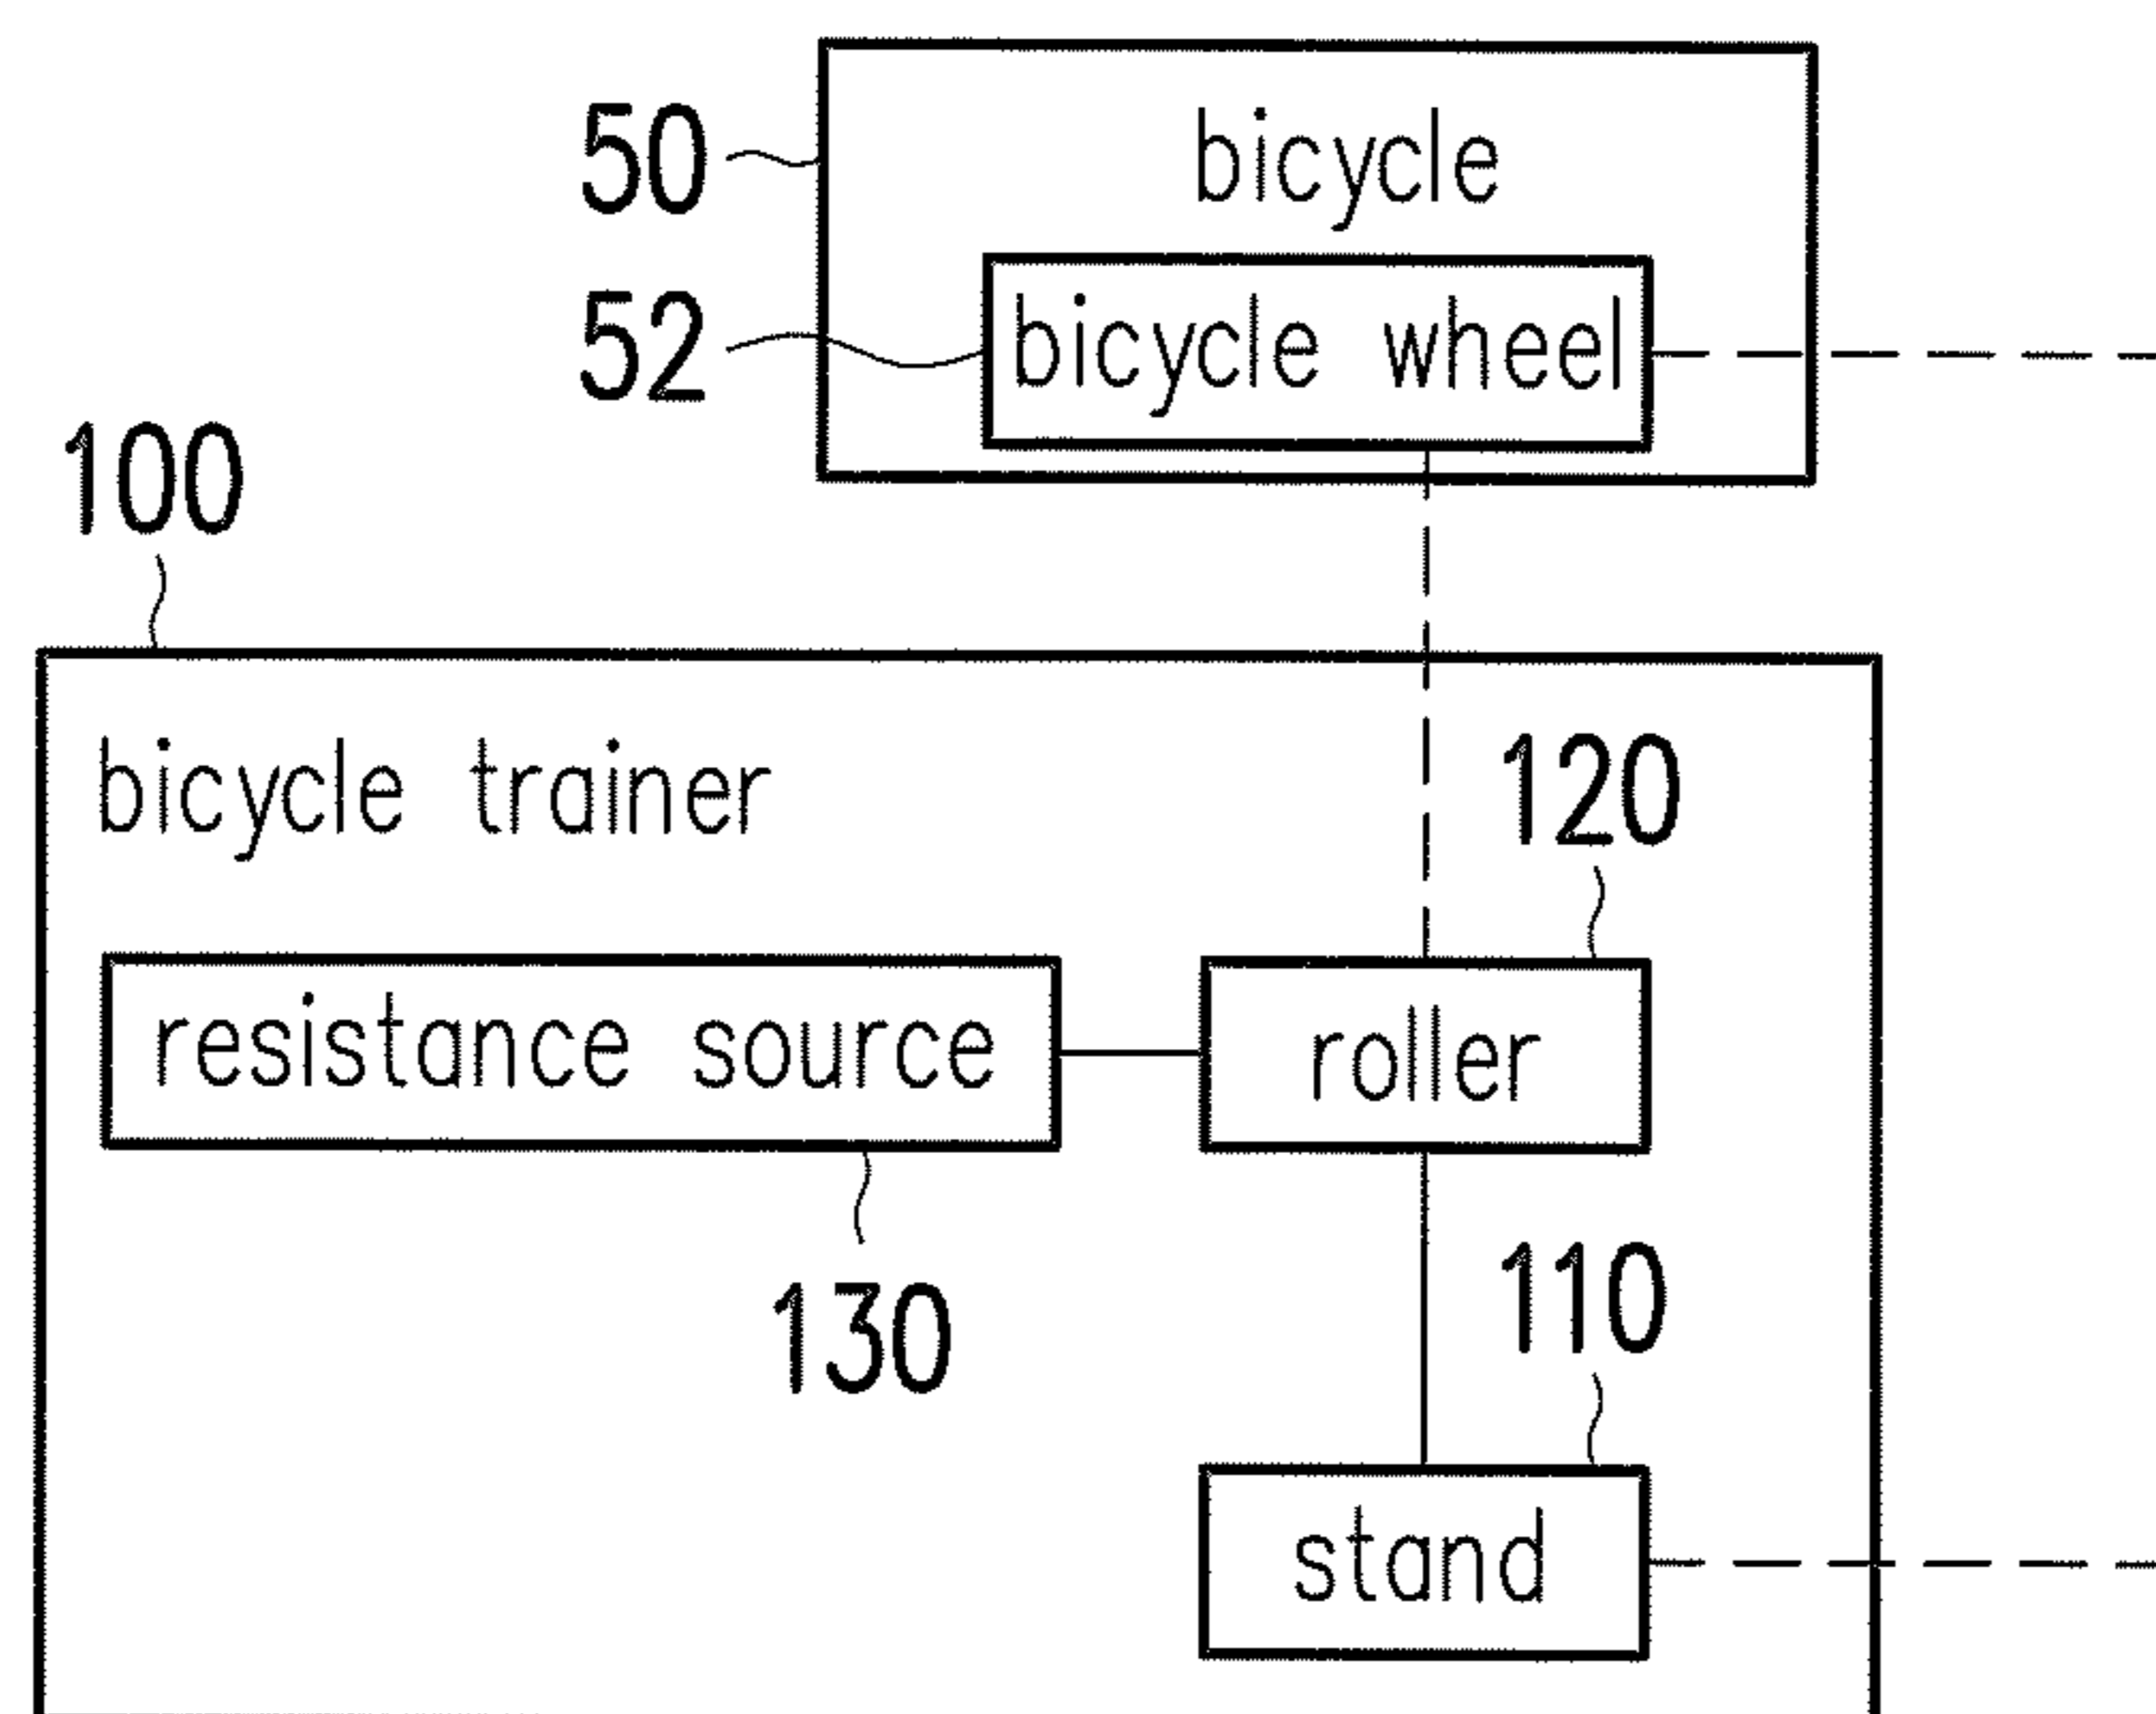 50
bicycle
52
bicycle wheel
100
bicycle trainer
120
resistance source
roller
130
110
stand